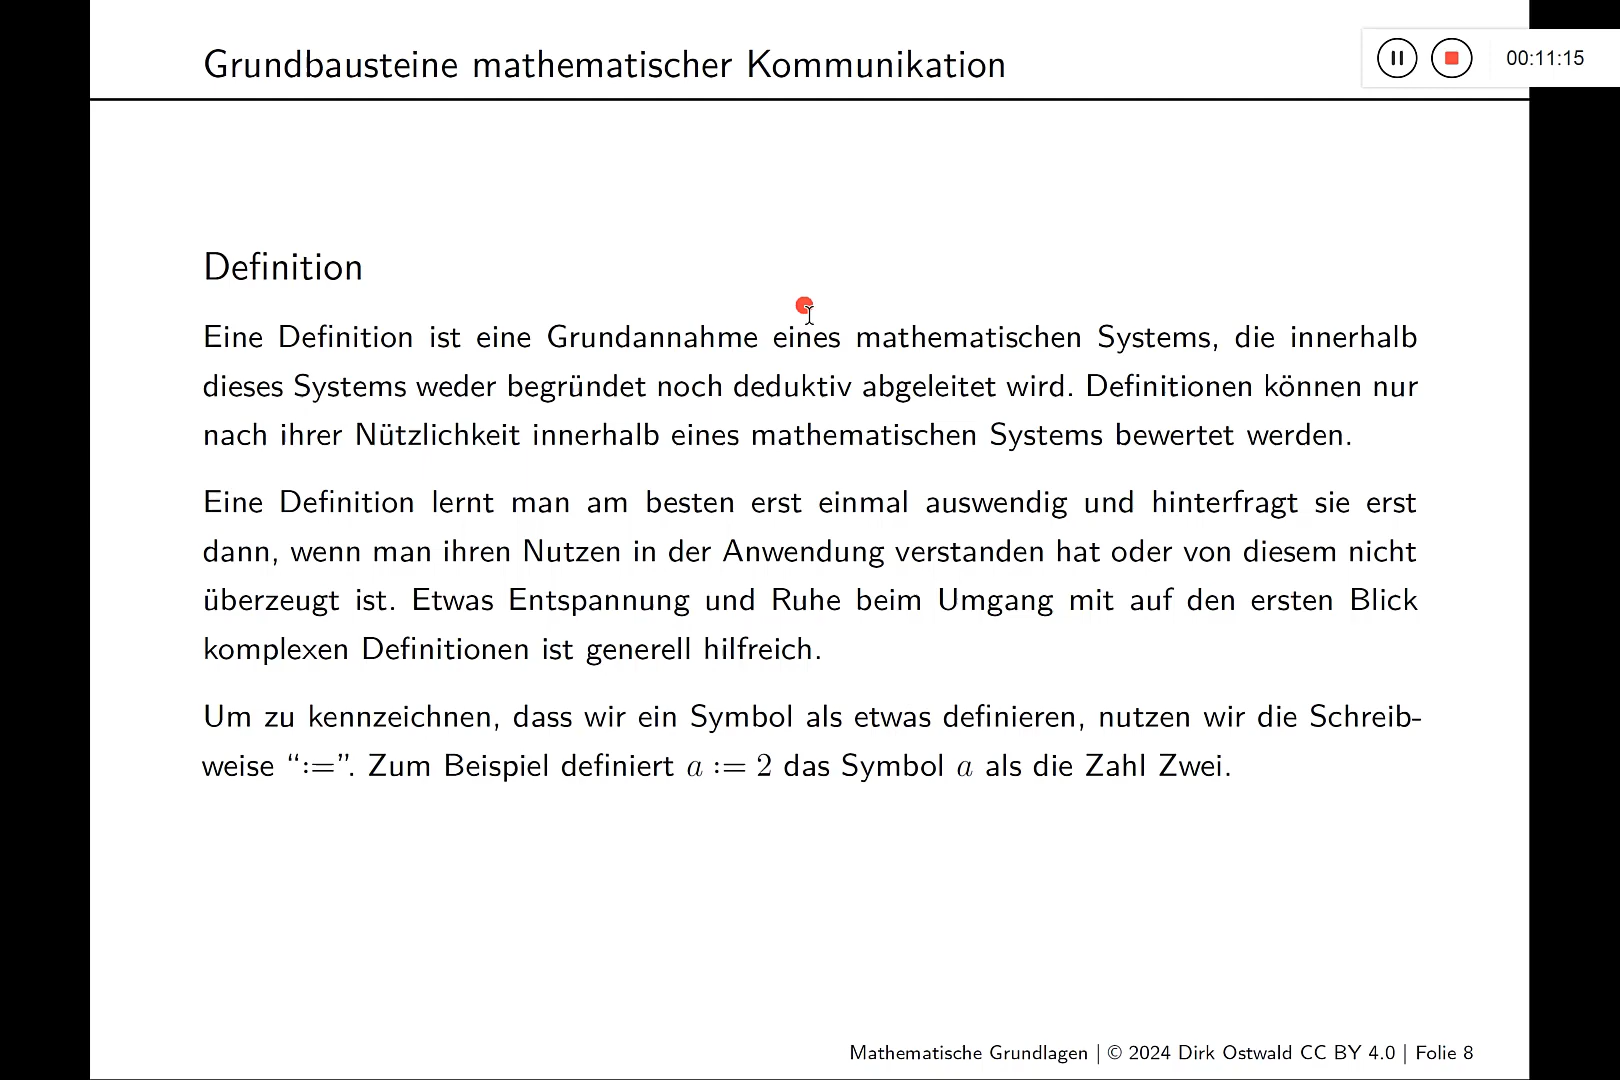 Grundbausteine mathematischer Kommunikation
00:11:15
Definition
Eine Definition ist eine Grundannahme eines mathematischen Systems, die innerhalb
dieses Systems weder begründet noch deduktiv abgeleitet wird. Definitionen können nur
nach ihrer Nützlichkeit innerhalb eines mathematischen Systems bewertet werden.
Eine Definition lernt man am besten erst einmal auswendig und hinterfragt sie erst
dann, wenn man ihren Nutzen in der Anwendung verstanden hat oder von diesem nicht
überzeugt ist. Etwas Entspannung und Ruhe beim Umgang mit auf den ersten Blick
komplexen Definitionen ist generell hilfreich.
Um zu kennzeichnen, dass wir ein Symbol als etwas definieren, nutzen wir die Schreib-
weise “:=”. Zum Beispiel definiert a := 2 das Symbol a als die Zahl Zwei.
Mathematische Grundlagen | © 2024 Dirk Ostwald CC BY 4.0 | Folie 8